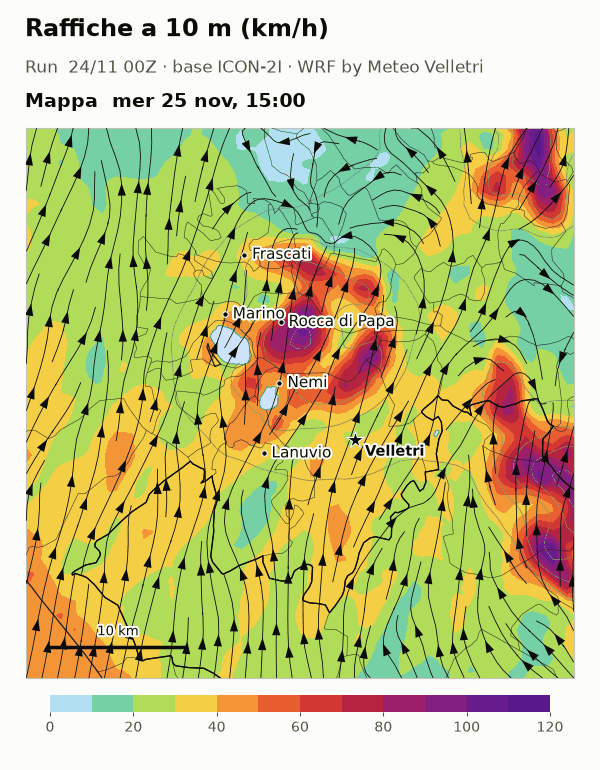 Raffiche a 10 m (km/h)
Run  24/11 00Z · base ICON-2I · WRF by Meteo Velletri
Mappa  mer 25 nov, 15:00
Frascati
Marino
Rocca di Papa
Nemi
Velletri
Lanuvio
10 km
0 20 40 60 80 100 120